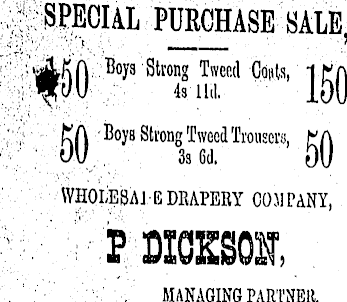 SPECIAL PURCHASE SALE,
150 Boys Strong Tweed Coats, 150
4s 11d.
50 Boys Strong Tweed Trousers, 50
3s 6d.
WHOLESALE DRAPERY COMPANY,
P DICKSON,
MANAGING PARTNER.